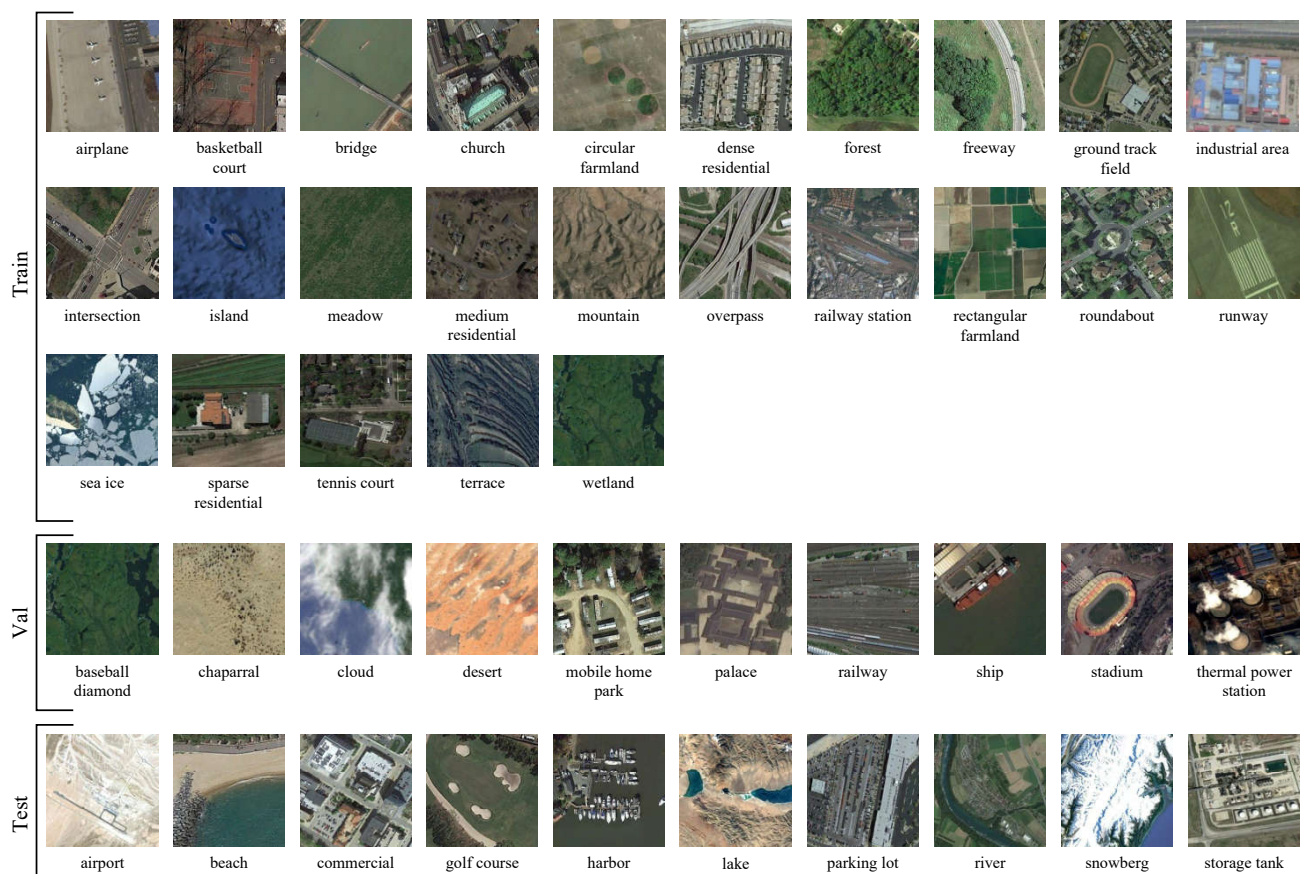 Train
airplane
basketball
court
bridge
church
circular
farmland
dense
residential
forest
freeway
ground track
field
industrial area
intersection
island
meadow
medium
residential
mountain
overpass
railway station
rectangular
farmland
roundabout
runway
sea ice
sparse
residential
tennis court
terrace
wetland
Val
baseball
diamond
chaparral
cloud
desert
mobile home
park
palace
railway
ship
stadium
thermal power
station
Test
airport
beach
commercial
golf course
harbor
lake
parking lot
river
snowberg
storage tank